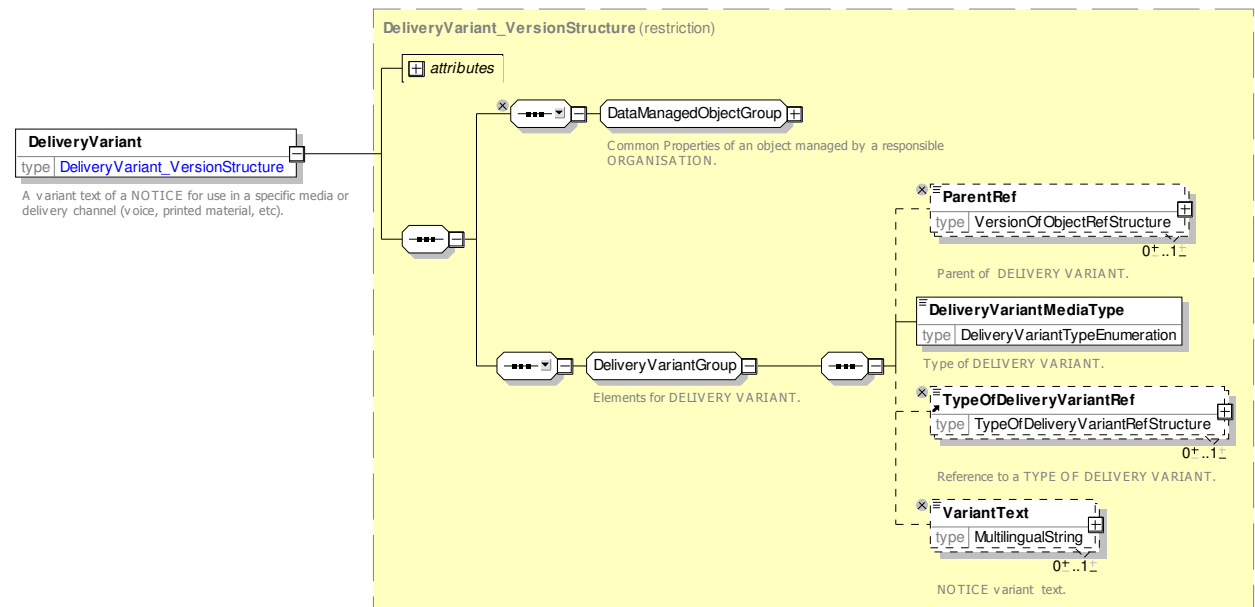 DeliveryVariant_VersionStructure (restriction)
attributes
DataManagedObjectGroup
Common Properties of an object managed by a responsible
ORGANISATION.
DeliveryVariant
type DeliveryVariant_VersionStructure
A variant text of a NOTICE for use in a specific media or
delivery channel (voice, printed material, etc).
ParentRef
type VersionOfObjectRefStructure
0±..1±
Parent of DELIVERY VARIANT.
DeliveryVariantMediaType
type DeliveryVariantTypeEnumeration
Type of DELIVERY VARIANT.
DeliveryVariantGroup
Elements for DELIVERY VARIANT.
TypeOfDeliveryVariantRef
type TypeOfDeliveryVariantRefStructure
0±..1±
Reference to a TYPE OF DELIVERY VARIANT.
VariantText
type MultilingualString
0±..1±
NOTICE variant text.